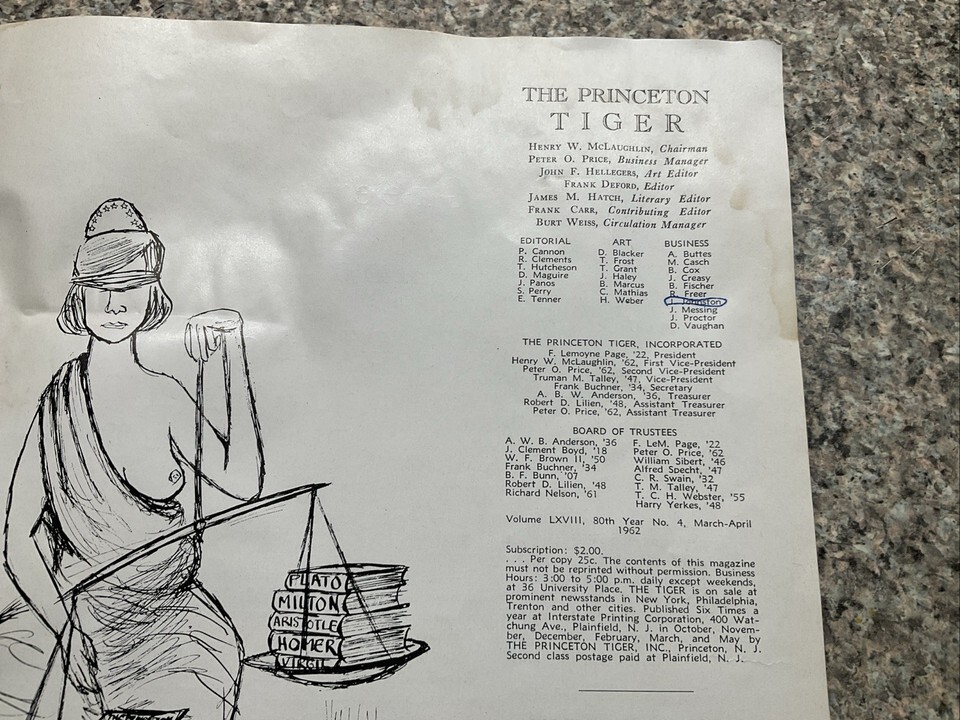 THE PRINCETON
TIGER
HENRY W. MCLAUGHLIN, Chairman
PETER O. PRICE, Business Manager
JOHN F. HELLEGERS, Art Editor
FRANK DEFORD, Editor
JAMES M. HATCH, Literary Editor
FRANK CARR, Contributing Editor
BURT WEISS, Circulation Manager
EDITORIAL
P. Cannon
R. Clements
T. Hutcheson
D. Maguire
J. Panos
S. Perry
E. Tenner
ART
D. Blacker
T. Frost
T. Grant
J. Haley
B. Marcus
C. Mathias
H. Weber
BUSINESS
A. Buttes
M. Casch
B. Cox
J. Creasy
B. Fischer
R. Freer
Johnston
J. Messing
J. Proctor
D. Vaughan
THE PRINCETON TIGER, INCORPORATED
F. Lemoyne Page, '22, President
Henry W. McLaughlin, '62, First Vice-President
Peter O. Price, '62, Second Vice-President
Truman M. Talley, '47, Vice-President
Frank Buchner, '34, Secretary
A. B. W. Anderson, '36, Treasurer
Robert D. Lilien, '48, Assistant Treasurer
Peter O. Price, '62, Assistant Treasurer
BOARD OF TRUSTEES
A. W. B. Anderson, '36
J. Clement Boyd, '18
W. F. Brown II, '50
Frank Buchner, '34
B. F. Bunn, '07
Robert D. Lilien, '48
Richard Nelson, '61
F. LeM. Page, '22
Peter O. Price, '62
William Sibert, '46
Alfred Specht, '47
C. R. Swain, '32
T. M. Talley, '47
T. C. H. Webster, '55
Harry Yerkes, '48
Volume LXVIII, 80th Year No. 4, March-April
1962
Subscription: $2.00.
. . . Per copy 25c. The contents of this magazine
must not be reprinted without permission. Business
Hours: 3:00 to 5:00 p.m. daily except weekends,
at 36 University Place. THE TIGER is on sale at
prominent newsstands in New York, Philadelphia,
Trenton and other cities. Published Six Times a
year at Interstate Printing Corporation, 400 Wat-
chung Ave., Plainfield, N. J. in October, Novem-
ber, December, February, March, and May by
THE PRINCETON TIGER, INC., Princeton, N. J.
Second class postage paid at Plainfield, N. J.
PLATO
MILTON
ARISTOTLE
HOMER
VIRGIL